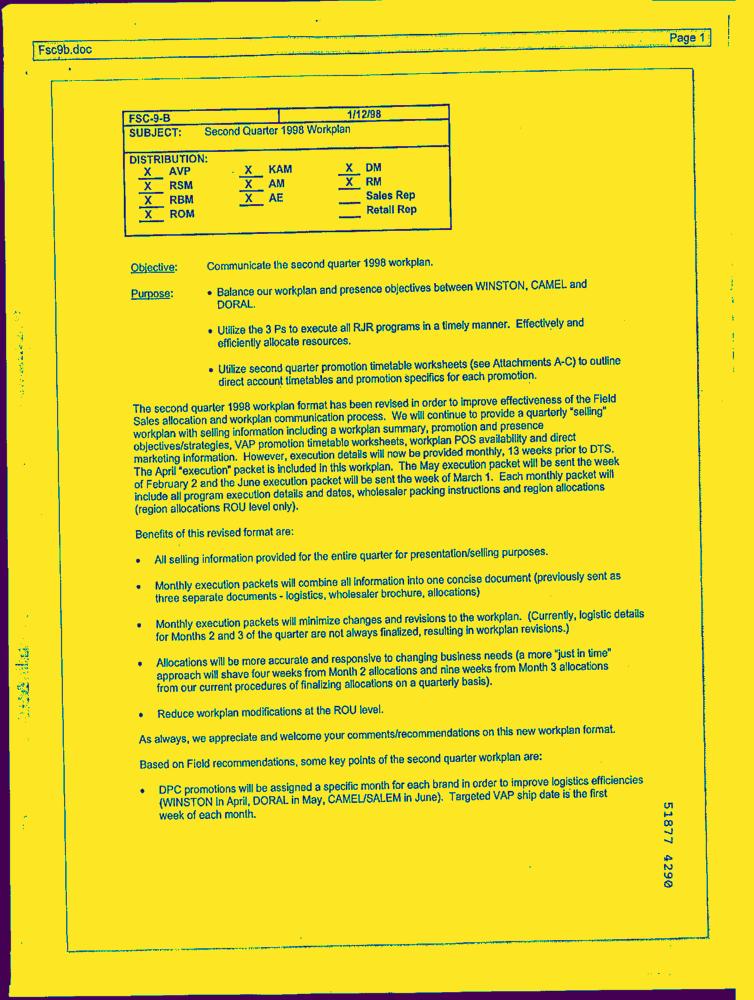 Fsc9b.doc
Page 1
FSC-9-B 1/12/98
SUBJECT: Second Quarter 1998 Workplan
DISTRIBUTION:
X AVP X KAM X DM
X RSM X AM X RM
X RBM X AE Sales Rep
X ROM Retail Rep
Objective: Communicate the second quarter 1998 workplan.
Purpose: • Balance our workplan and presence objectives between WINSTON, CAMEL and
DORAL.
• Utilize the 3 Ps to execute all RJR programs in a timely manner. Effectively and
efficiently allocate resources.
• Utilize second quarter promotion timetable worksheets (see Attachments A-C) to outline
direct account timetables and promotion specifics for each promotion.
The second quarter 1998 workplan format has been revised in order to improve effectiveness of the Field
Sales allocation and workplan communication process. We will continue to provide a quarterly "selling"
workplan with selling information including a workplan summary, promotion and presence
objectives/strategies, VAP promotion timetable worksheets, workplan POS availability and direct
marketing information. However, execution details will now be provided monthly, 13 weeks prior to DTS.
The April "execution" packet is included in this workplan. The May execution packet will be sent the week
of February 2 and the June execution packet will be sent the week of March 1. Each monthly packet will
include all program execution details and dates, wholesaler packing instructions and region allocations
(region allocations ROU level only).
Benefits of this revised format are:
• All selling information provided for the entire quarter for presentation/selling purposes.
• Monthly execution packets will combine all information into one concise document (previously sent as
three separate documents - logistics, wholesaler brochure, allocations)
• Monthly execution packets will minimize changes and revisions to the workplan. (Currently, logistic details
for Months 2 and 3 of the quarter are not always finalized, resulting in workplan revisions.)
• Allocations will be more accurate and responsive to changing business needs (a more "just in time"
approach will shave four weeks from Month 2 allocations and nine weeks from Month 3 allocations
from our current procedures of finalizing allocations on a quarterly basis).
• Reduce workplan modifications at the ROU level.
As always, we appreciate and welcome your comments/recommendations on this new workplan format.
Based on Field recommendations, some key points of the second quarter workplan are:
• DPC promotions will be assigned a specific month for each brand in order to improve logistics efficiencies
(WINSTON in April, DORAL in May, CAMEL/SALEM in June). Targeted VAP ship date is the first
week of each month.
51877 4290